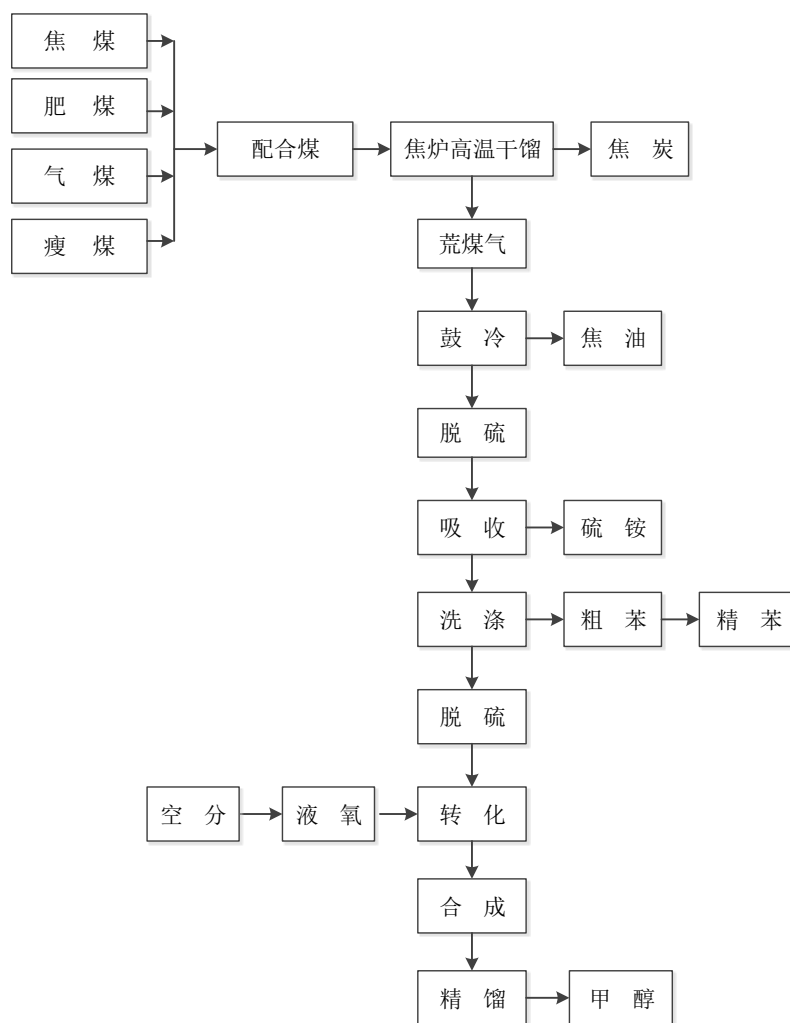 焦 煤
肥 煤
气 煤
瘦 煤
配合煤
焦炉高温干馏
焦 炭
荒煤气
鼓 冷
焦 油
脱 硫
吸 收
硫 铵
洗 涤
粗 苯
精 苯
脱 硫
空 分
液 氧
转 化
合 成
精 馏
甲 醇